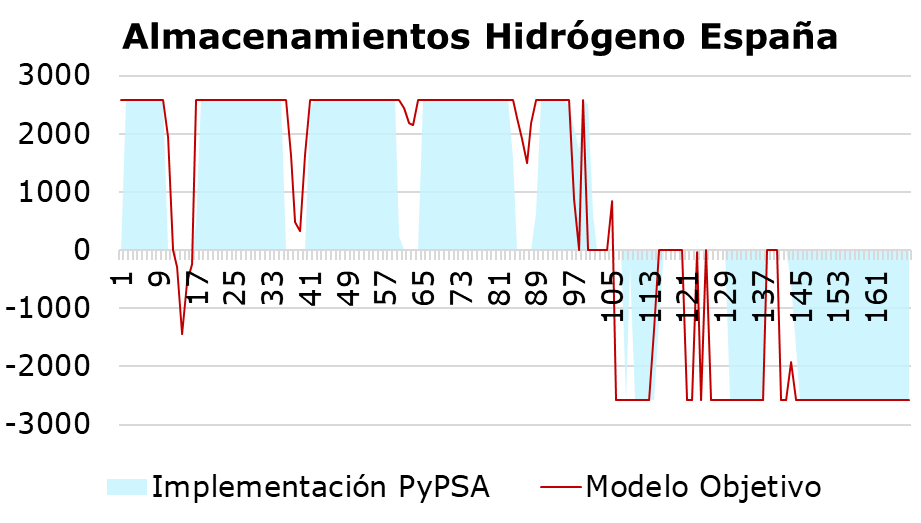 Almacenamientos Hidrógeno España
3000
2000
1000
0
-1000
-2000
-3000
1 9 17 25 33 41 49 57 65 73 81 89 97 105 113 121 129 137 145 153 161
Implementación PyPSA Modelo Objetivo